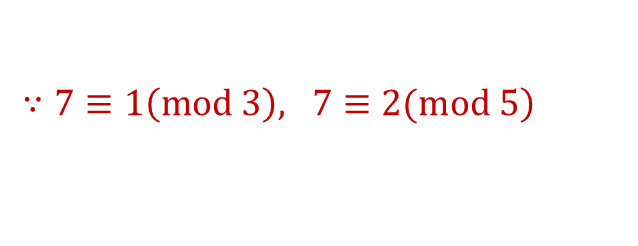 ∵ 7 ≡ 1(mod 3), 7 ≡ 2(mod 5)